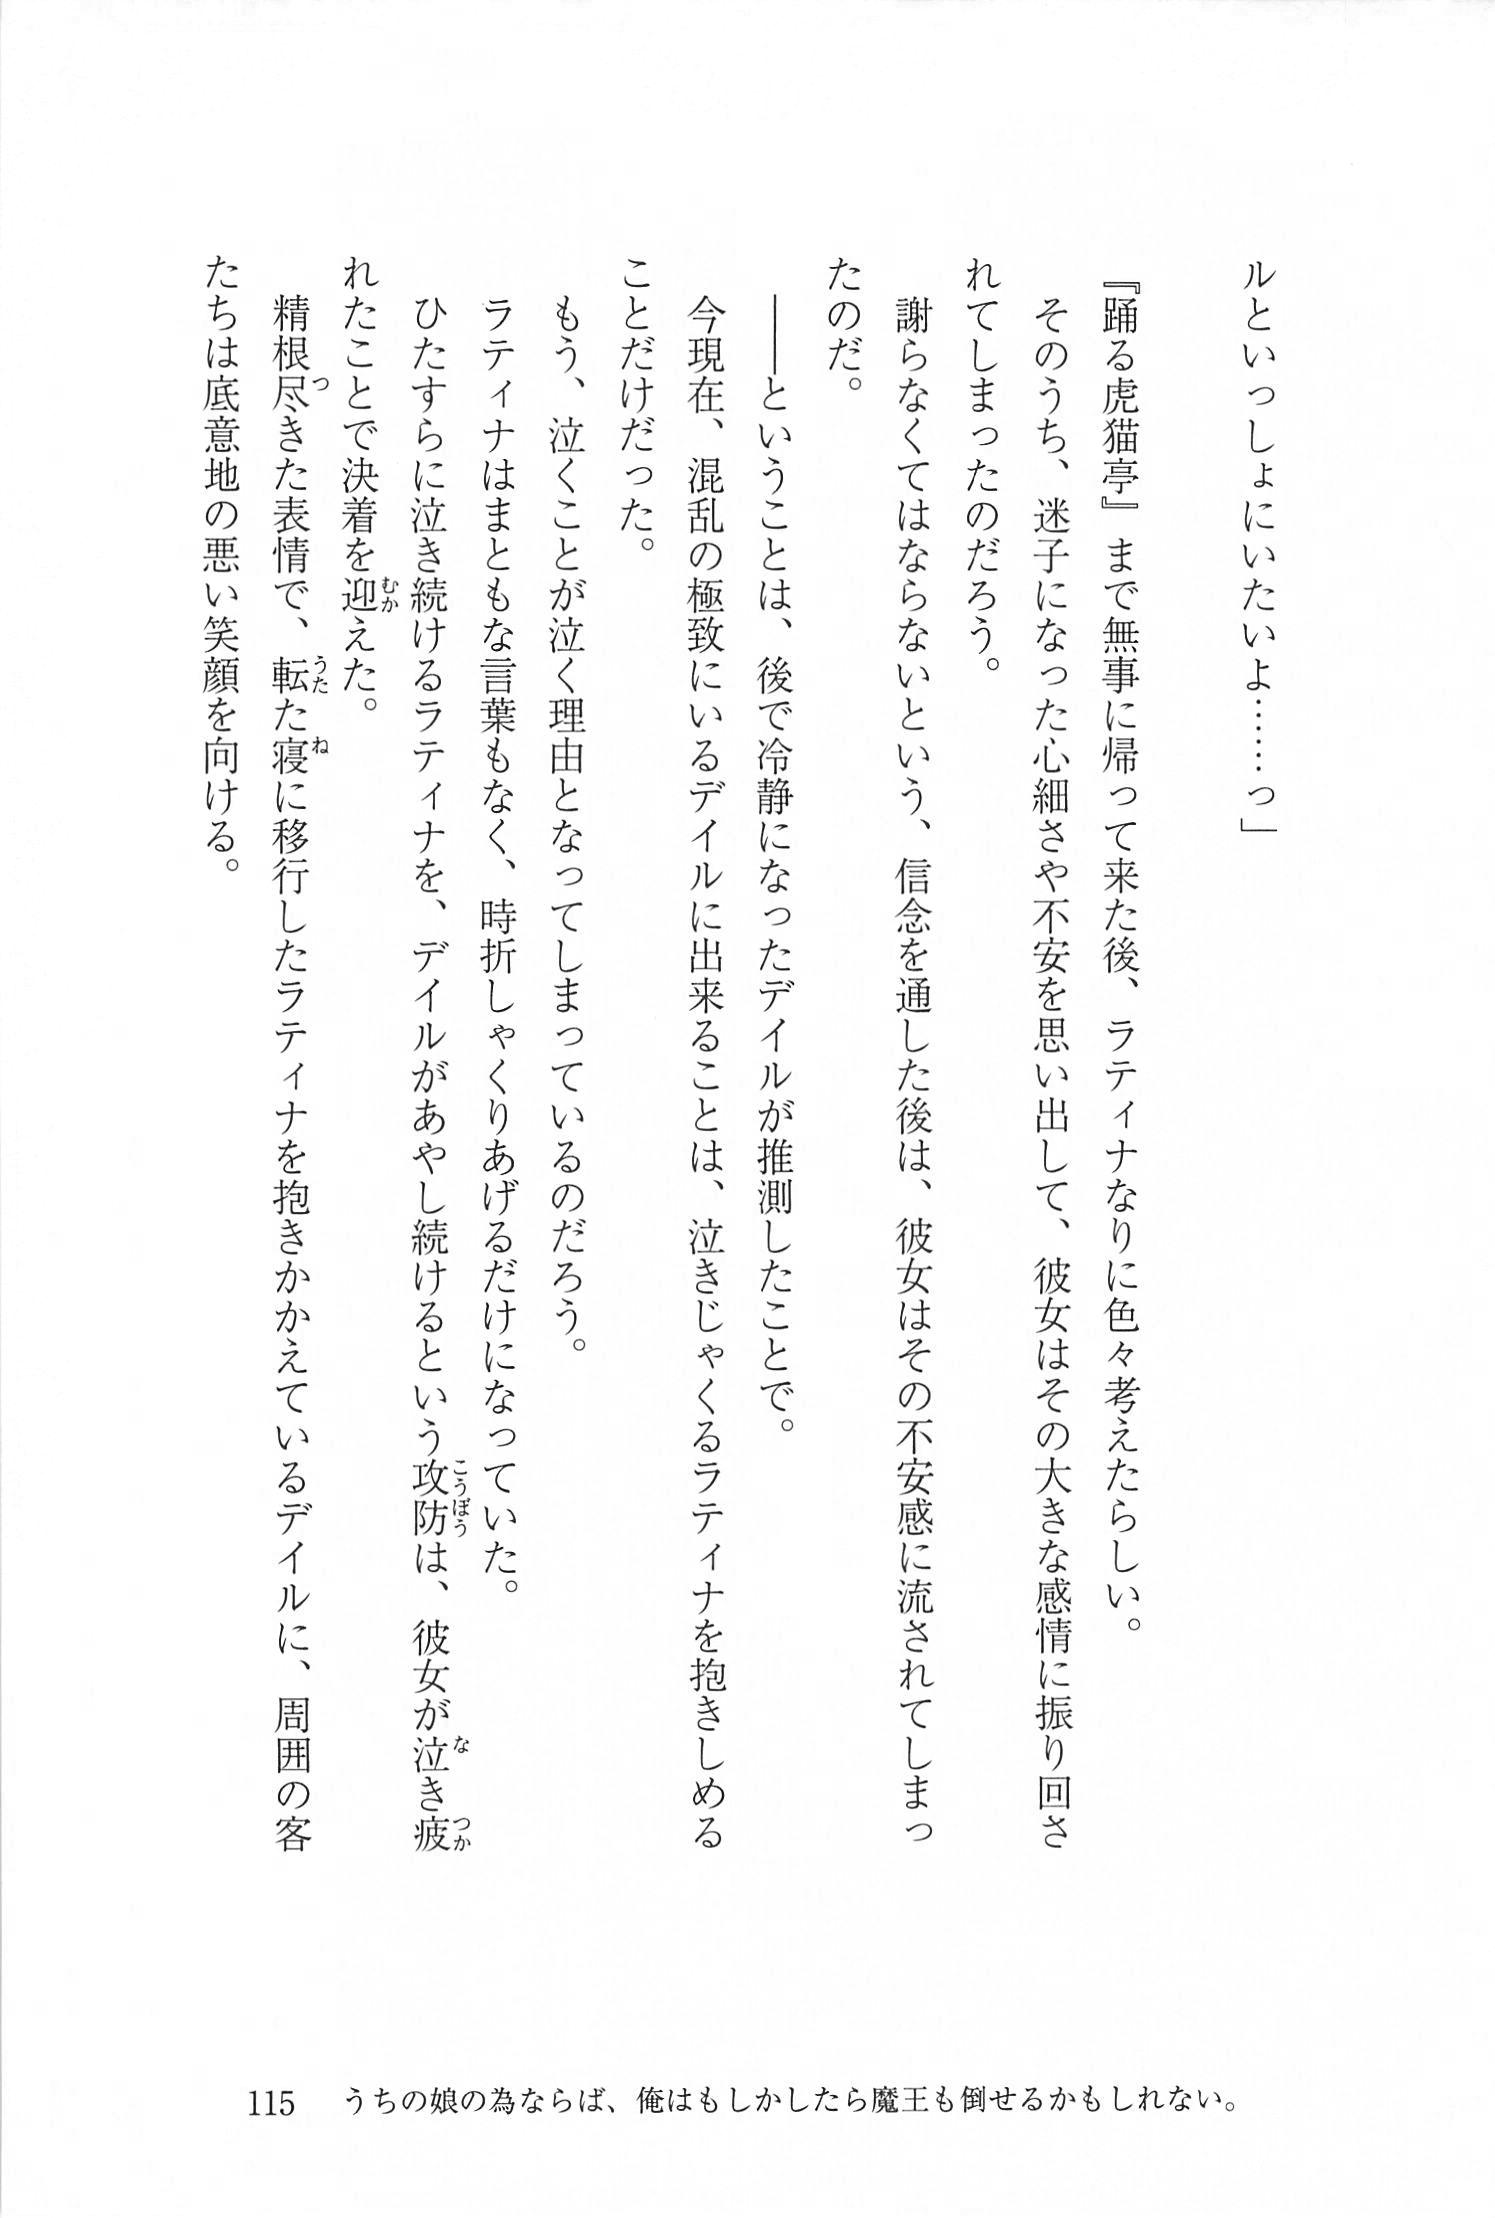 ルといっしょにいたいよ……っ」
『踊る虎猫亭』まで無事に帰って来た後、ラティナなりに色々考えたらしい。
そのうち、迷子になった心細さや不安を思い出して、彼女はその大きな感情に振り回さ
れてしまったのだろう。
謝らなくてはならないという、信念を通した後は、彼女はその不安感に流されてしまっ
たのだ。
――ということは、後で冷静になったデイルが推測したことで。
今現在、混乱の極致にいるデイルに出来ることは、泣きじゃくるラティナを抱きしめる
ことだけだった。
もう、泣くことが泣く理由となってしまっているのだろう。
ラティナはまともな言葉もなく、時折しゃくりあげるだけになっていた。
ひたすらに泣き続けるラティナを、デイルがあやし続けるという攻防は、彼女が泣き疲
れたことで決着を迎えた。
精根尽きた表情で、転た寝に移行したラティナを抱きかかえているデイルに、周囲の客
たちは底意地の悪い笑顔を向ける。
115 うちの娘の為ならば、俺はもしかしたら魔王も倒せるかもしれない。